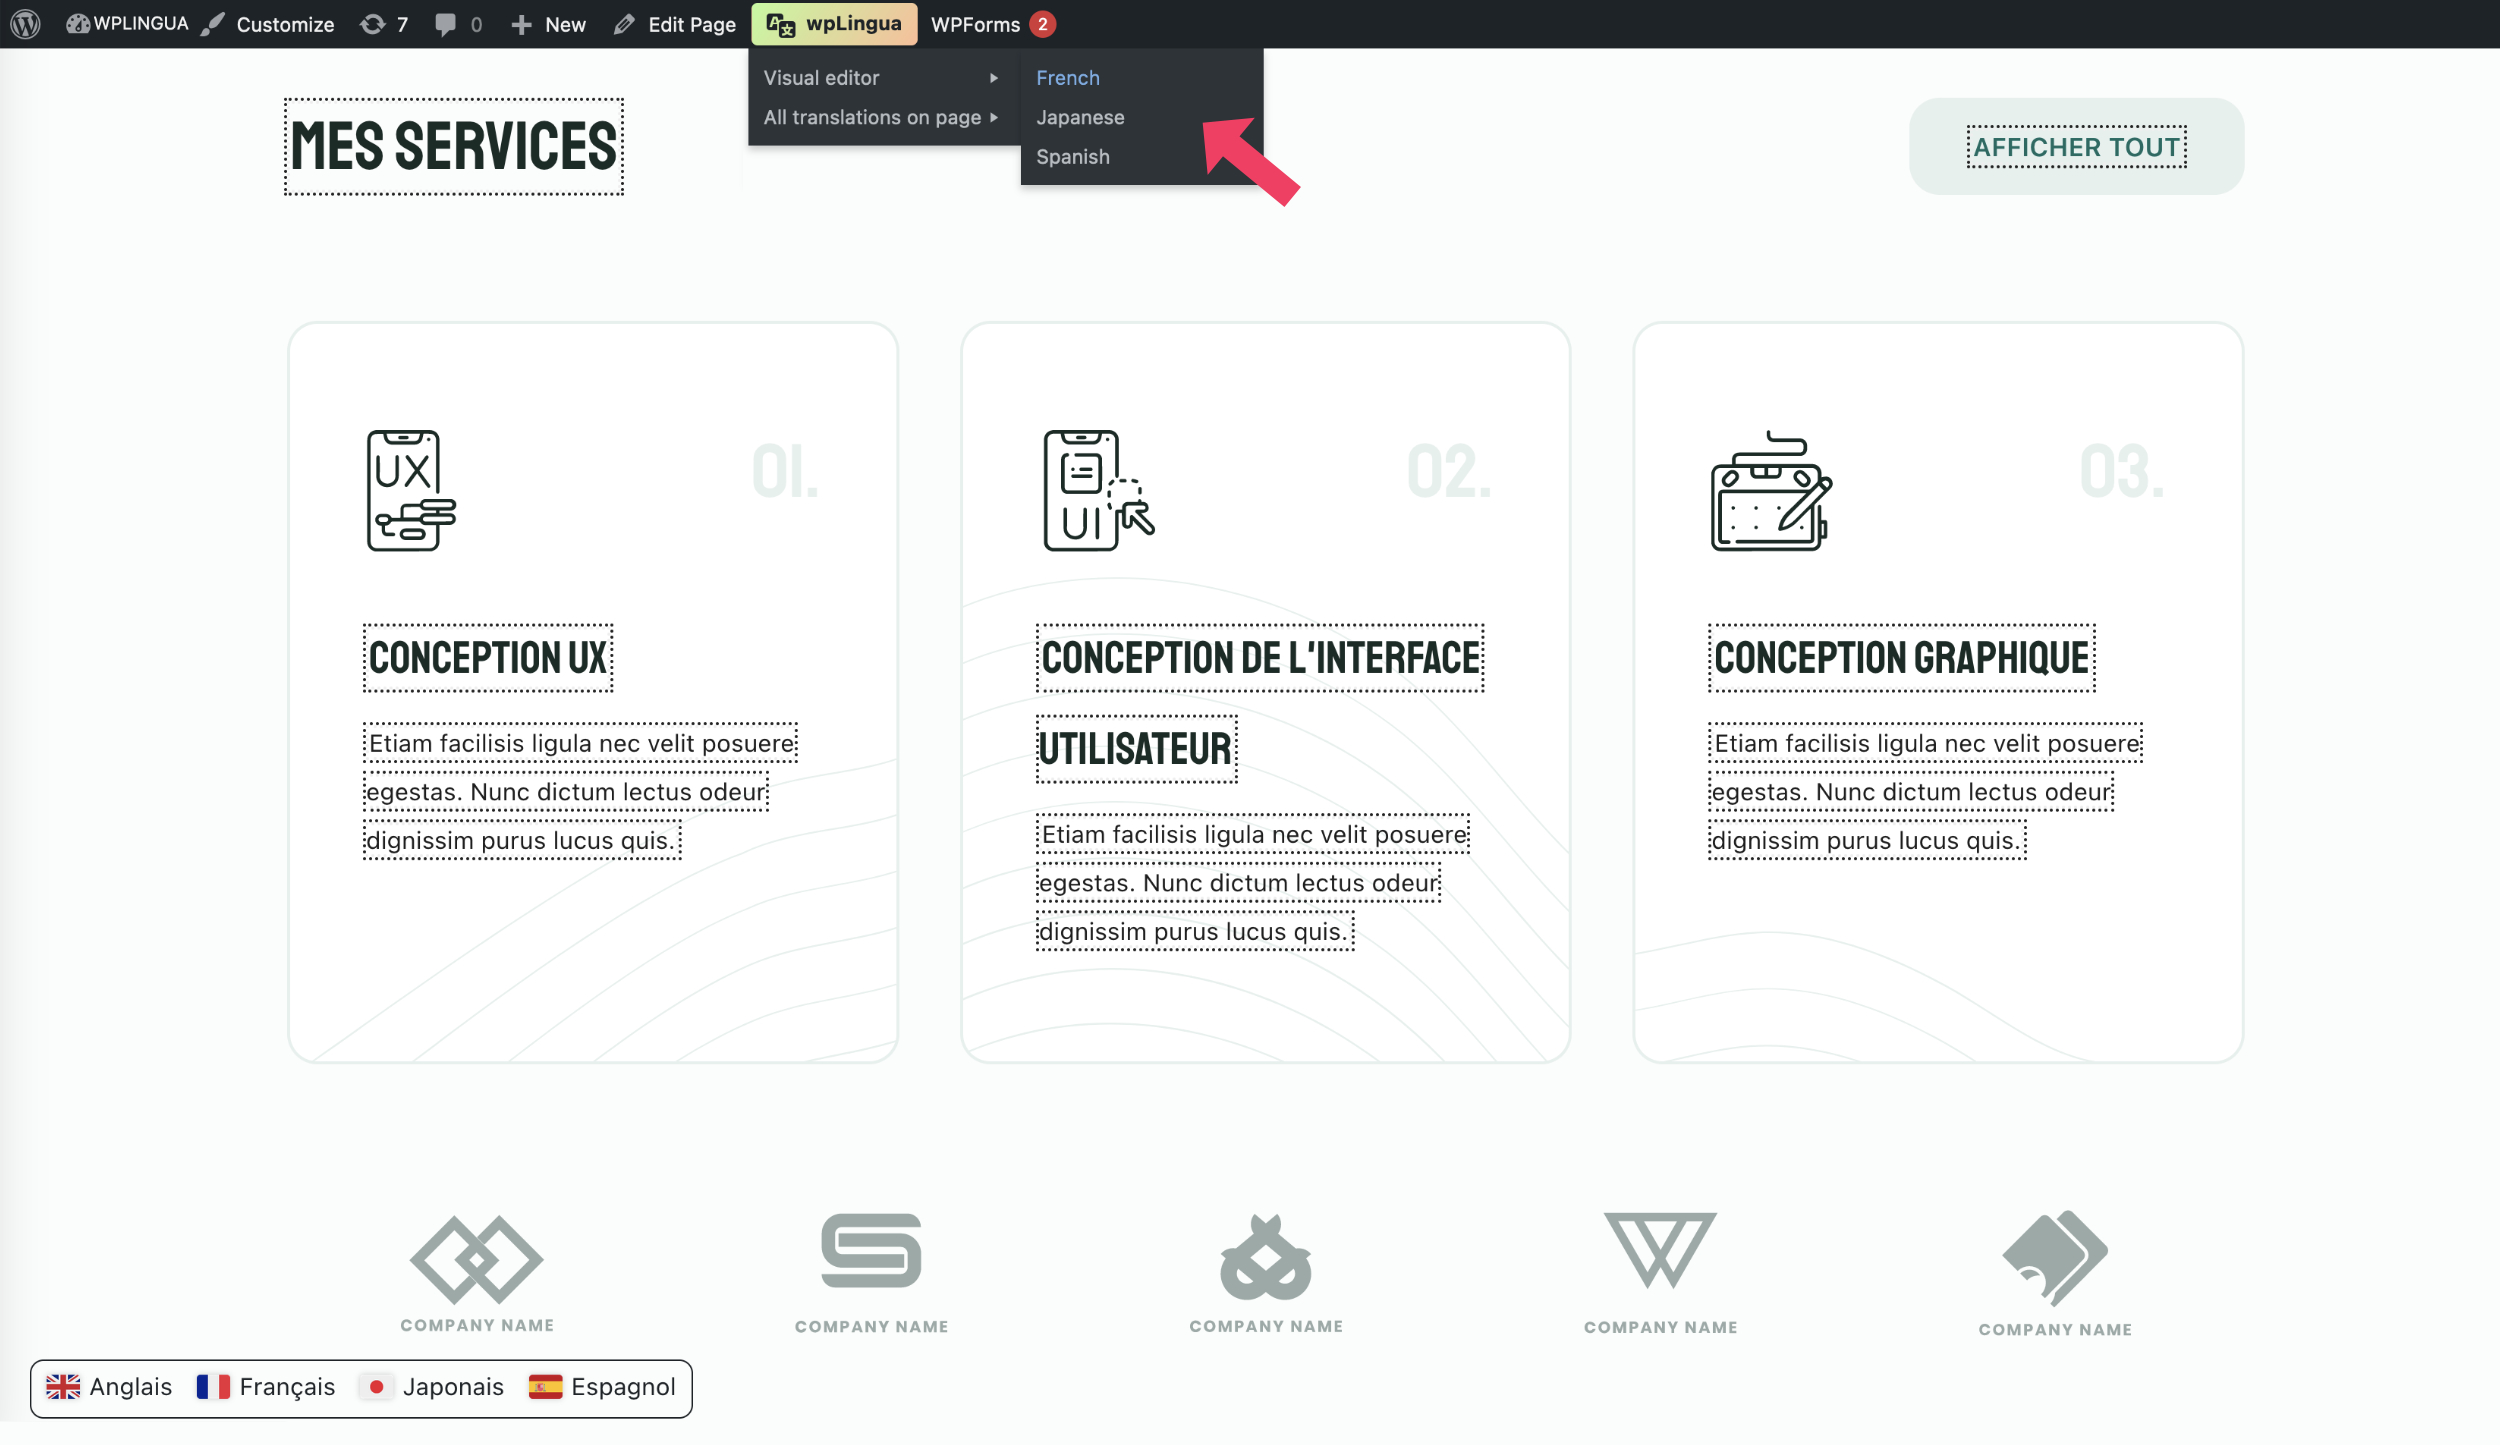 WPLINGUA Customize 7 0 New Edit Page wpLingua WPForms 2
Visual editor
All translations on page
French
Japanese
Spanish
MES SERVICES
AFFICHER TOUT
UX
01.
CONCEPTION UX
Etiam facilisis ligula nec velit posuere
egestas. Nunc dictum lectus odeur
dignissim purus lucus quis.
UI
02.
CONCEPTION DE L'INTERFACE
UTILISATEUR
Etiam facilisis ligula nec velit posuere
egestas. Nunc dictum lectus odeur
dignissim purus lucus quis.
03.
CONCEPTION GRAPHIQUE
Etiam facilisis ligula nec velit posuere
egestas. Nunc dictum lectus odeur
dignissim purus lucus quis.
COMPANY NAME
COMPANY NAME
COMPANY NAME
COMPANY NAME
COMPANY NAME
Anglais Français Japonais Espagnol